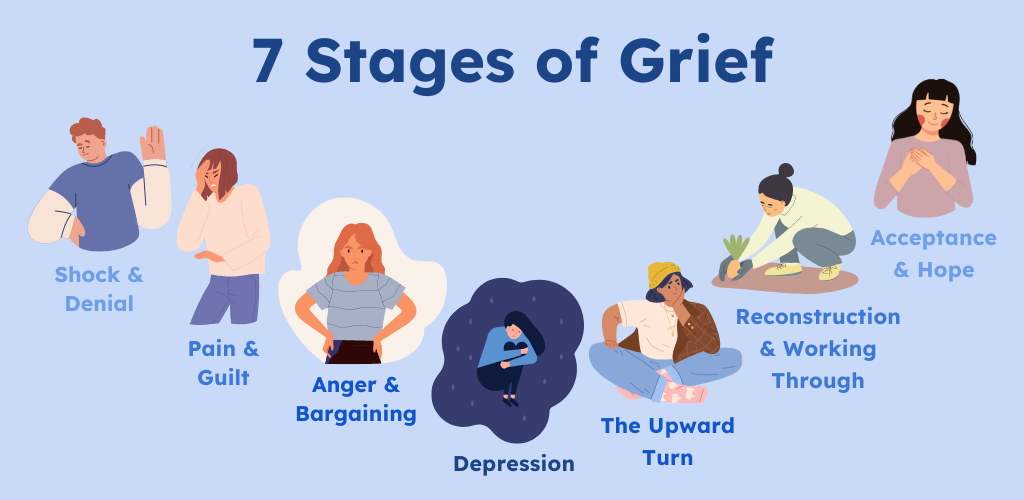 7 Stages of Grief
Shock &
Denial
Pain &
Guilt
Anger &
Bargaining
Depression
The Upward
Turn
Reconstruction
& Working
Through
Acceptance
& Hope